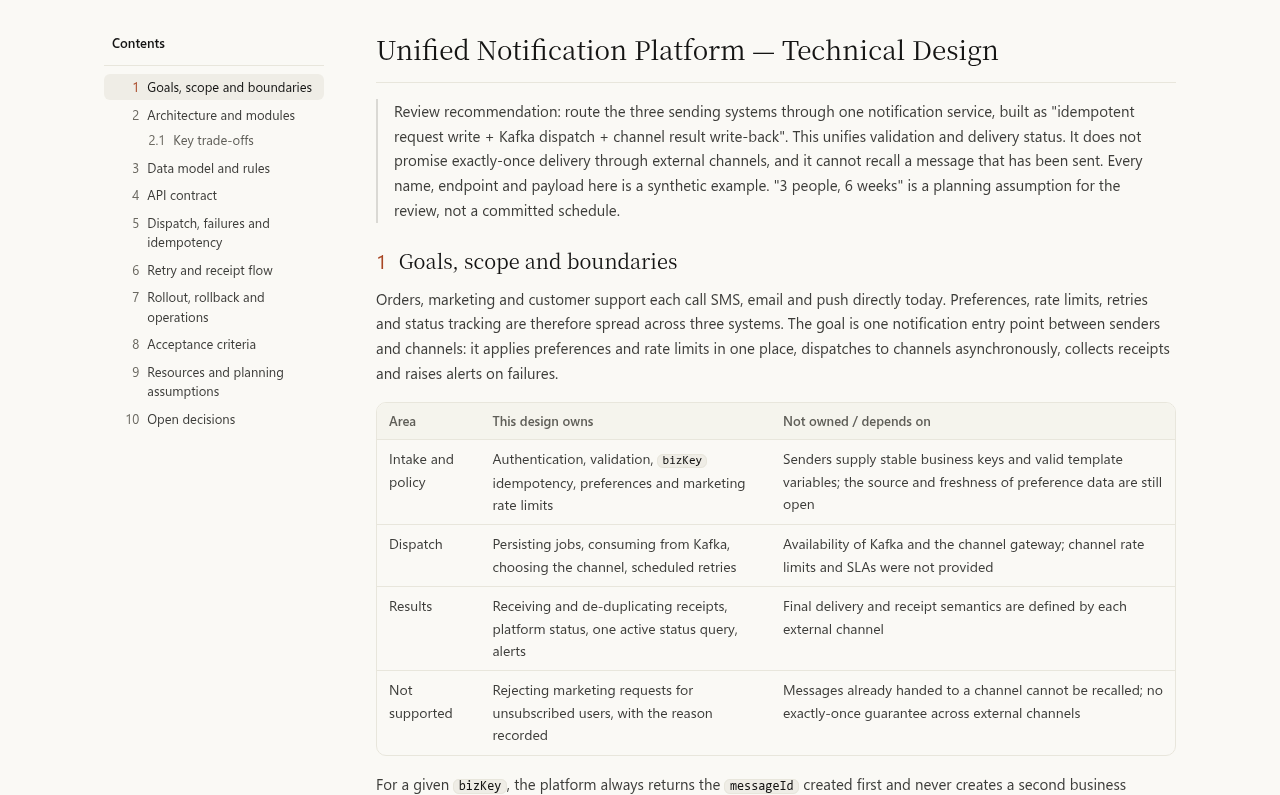 Contents
1 Goals, scope and boundaries
2 Architecture and modules
2.1 Key trade-offs
3 Data model and rules
4 API contract
5 Dispatch, failures and
idempotency
6 Retry and receipt flow
7 Rollout, rollback and
operations
8 Acceptance criteria
9 Resources and planning
assumptions
10 Open decisions
Unified Notification Platform — Technical Design
Review recommendation: route the three sending systems through one notification service, built as "idempotent
request write + Kafka dispatch + channel result write-back". This unifies validation and delivery status. It does not
promise exactly-once delivery through external channels, and it cannot recall a message that has been sent. Every
name, endpoint and payload here is a synthetic example. "3 people, 6 weeks" is a planning assumption for the
review, not a committed schedule.
1 Goals, scope and boundaries
Orders, marketing and customer support each call SMS, email and push directly today. Preferences, rate limits, retries
and status tracking are therefore spread across three systems. The goal is one notification entry point between senders
and channels: it applies preferences and rate limits in one place, dispatches to channels asynchronously, collects receipts
and raises alerts on failures.
Area This design owns Not owned / depends on
Intake and
policy
Authentication, validation, bizKey
idempotency, preferences and marketing
rate limits
Senders supply stable business keys and valid template
variables; the source and freshness of preference data are still
open
Dispatch
Persisting jobs, consuming from Kafka,
choosing the channel, scheduled retries
Availability of Kafka and the channel gateway; channel rate
limits and SLAs were not provided
Results
Receiving and de-duplicating receipts,
platform status, one active status query,
alerts
Final delivery and receipt semantics are defined by each
external channel
Not
supported
Rejecting marketing requests for
unsubscribed users, with the reason
recorded
Messages already handed to a channel cannot be recalled; no
exactly-once guarantee across external channels
For a given bizKey, the platform always returns the messageId created first and never creates a second business